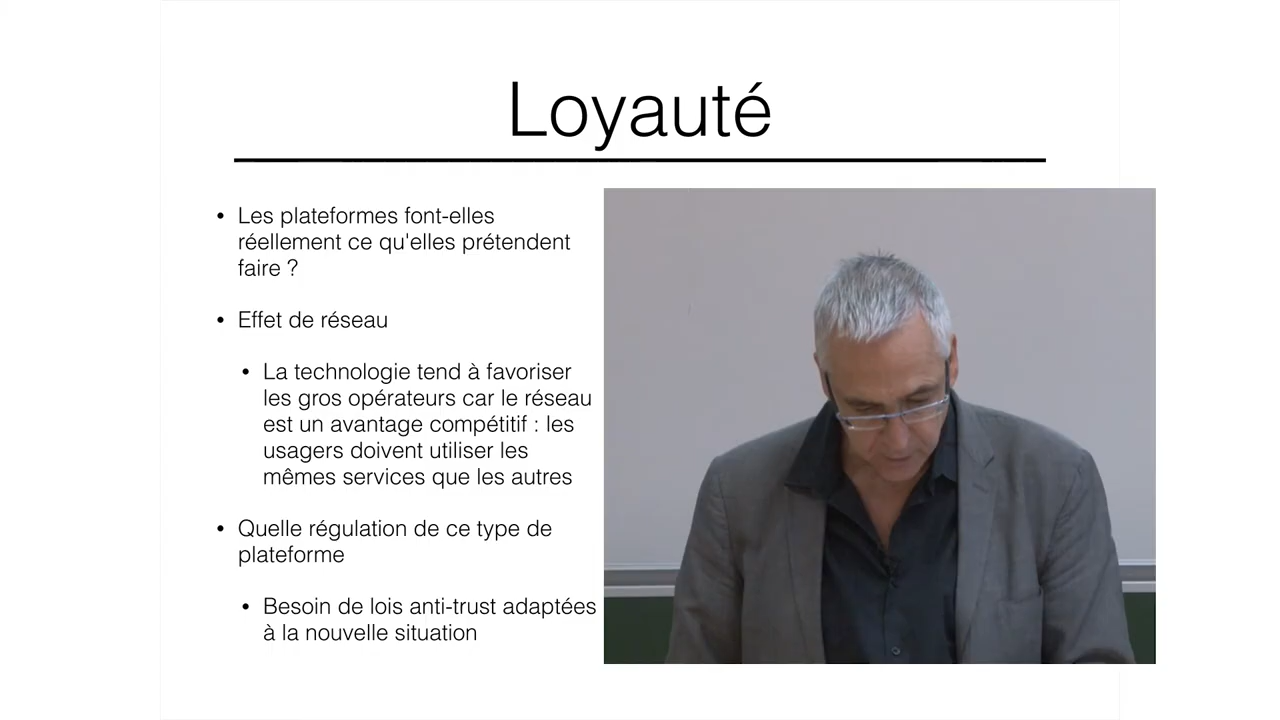 Loyauté
• Les plateformes font-elles
réellement ce qu'elles prétendent
faire ?
• Effet de réseau
• La technologie tend à favoriser
les gros opérateurs car le réseau
est un avantage compétitif : les
usagers doivent utiliser les
mêmes services que les autres
• Quelle régulation de ce type de
plateforme
• Besoin de lois anti-trust adaptées
à la nouvelle situation